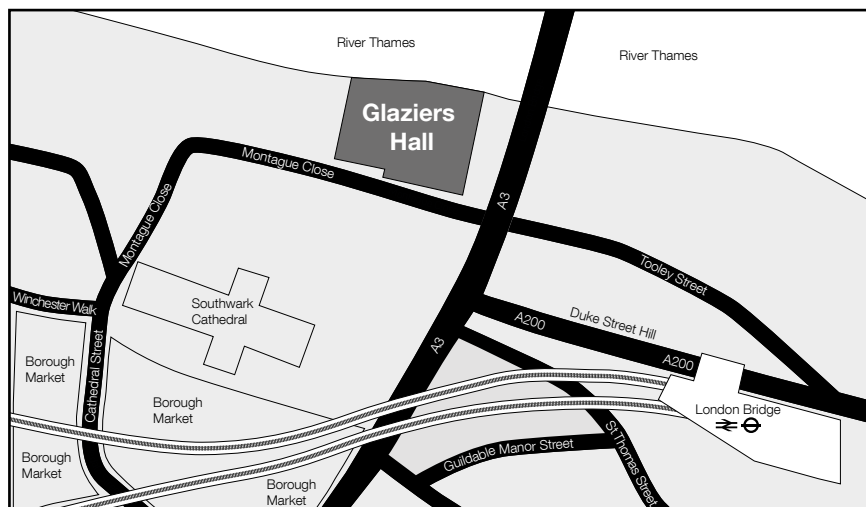 River Thames
River Thames
Glaziers
Hall
Montague Close
A3
Montague Close
Tooley Street
Winchester Walk
Southwark
Cathedral
Duke Street Hill
A200
A3
A200
Borough
Market
Cathedral Street
Borough
Market
London Bridge
St Thomas Street
Guildable Manor Street
Borough
Market
Borough
Market